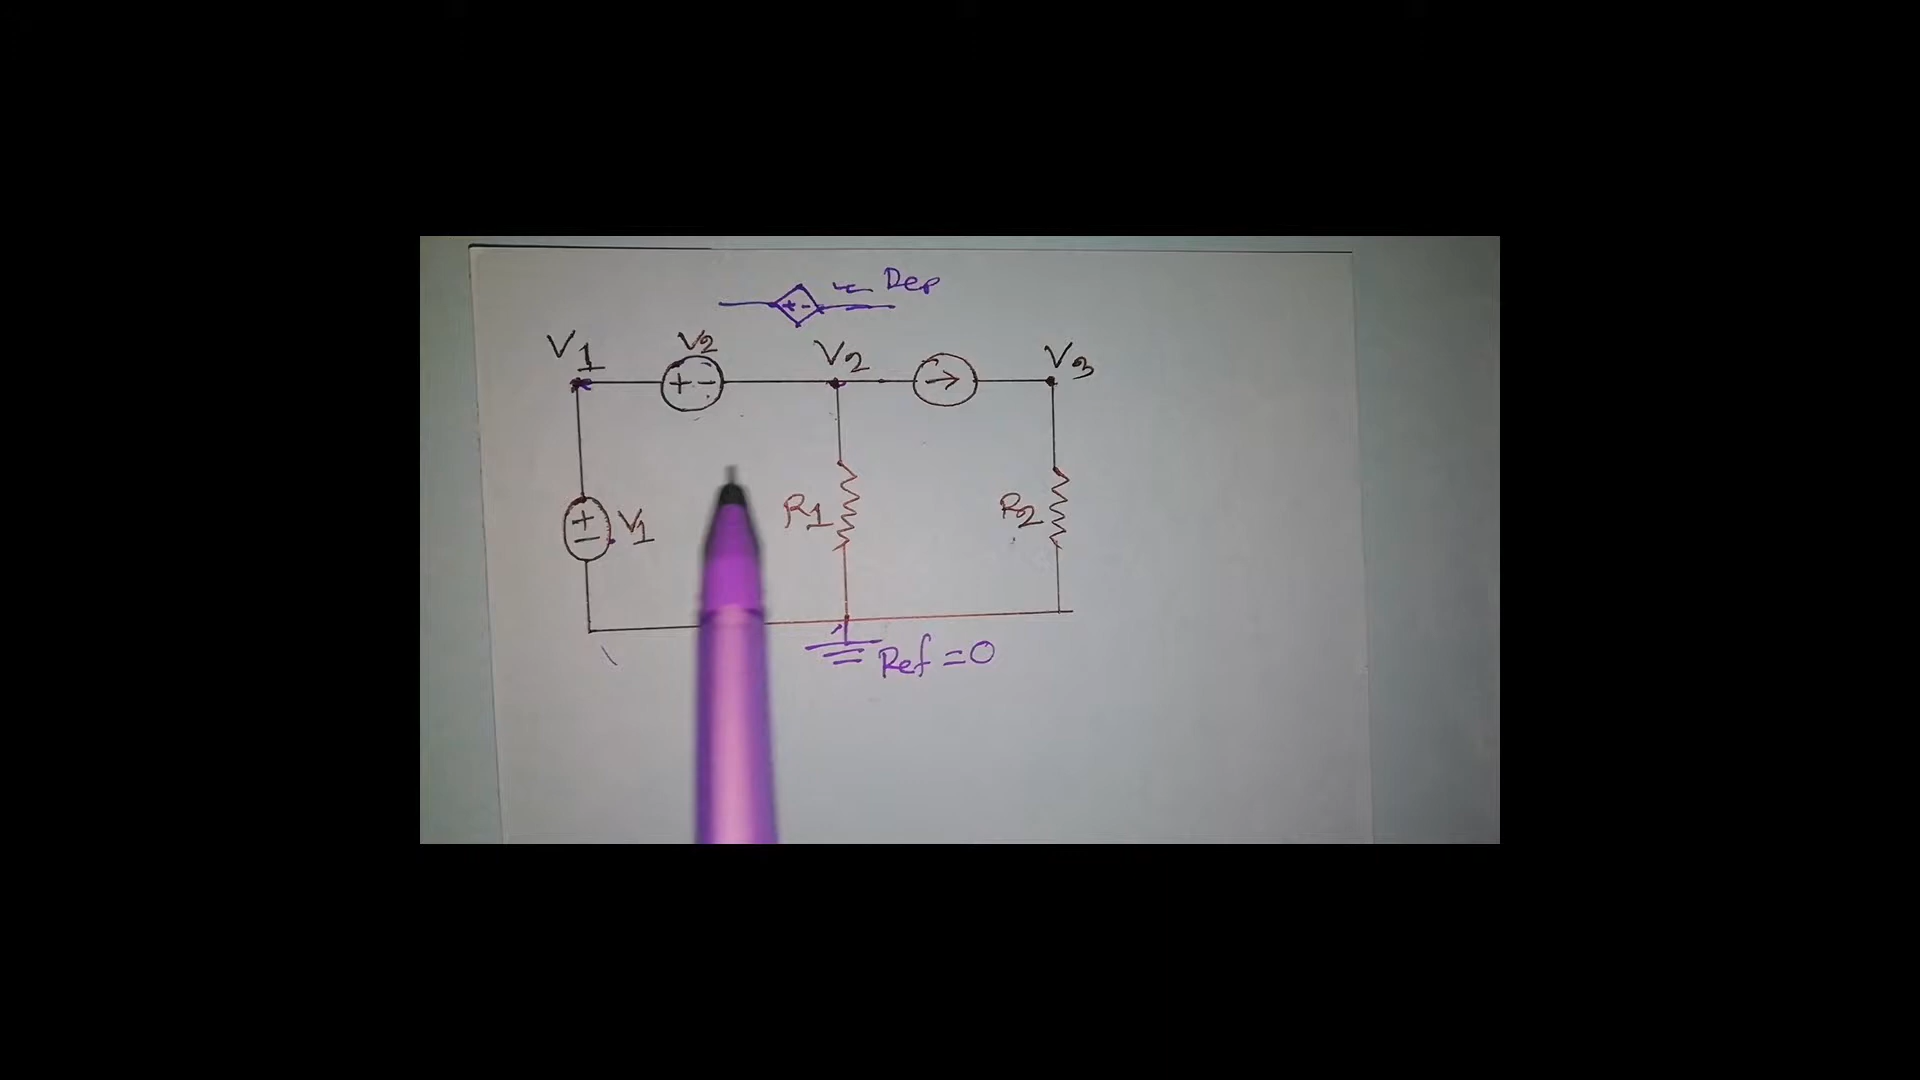 Dep
V2
V1
V2
V3
+ -
+ -
V1
R1
R2
Ref = 0